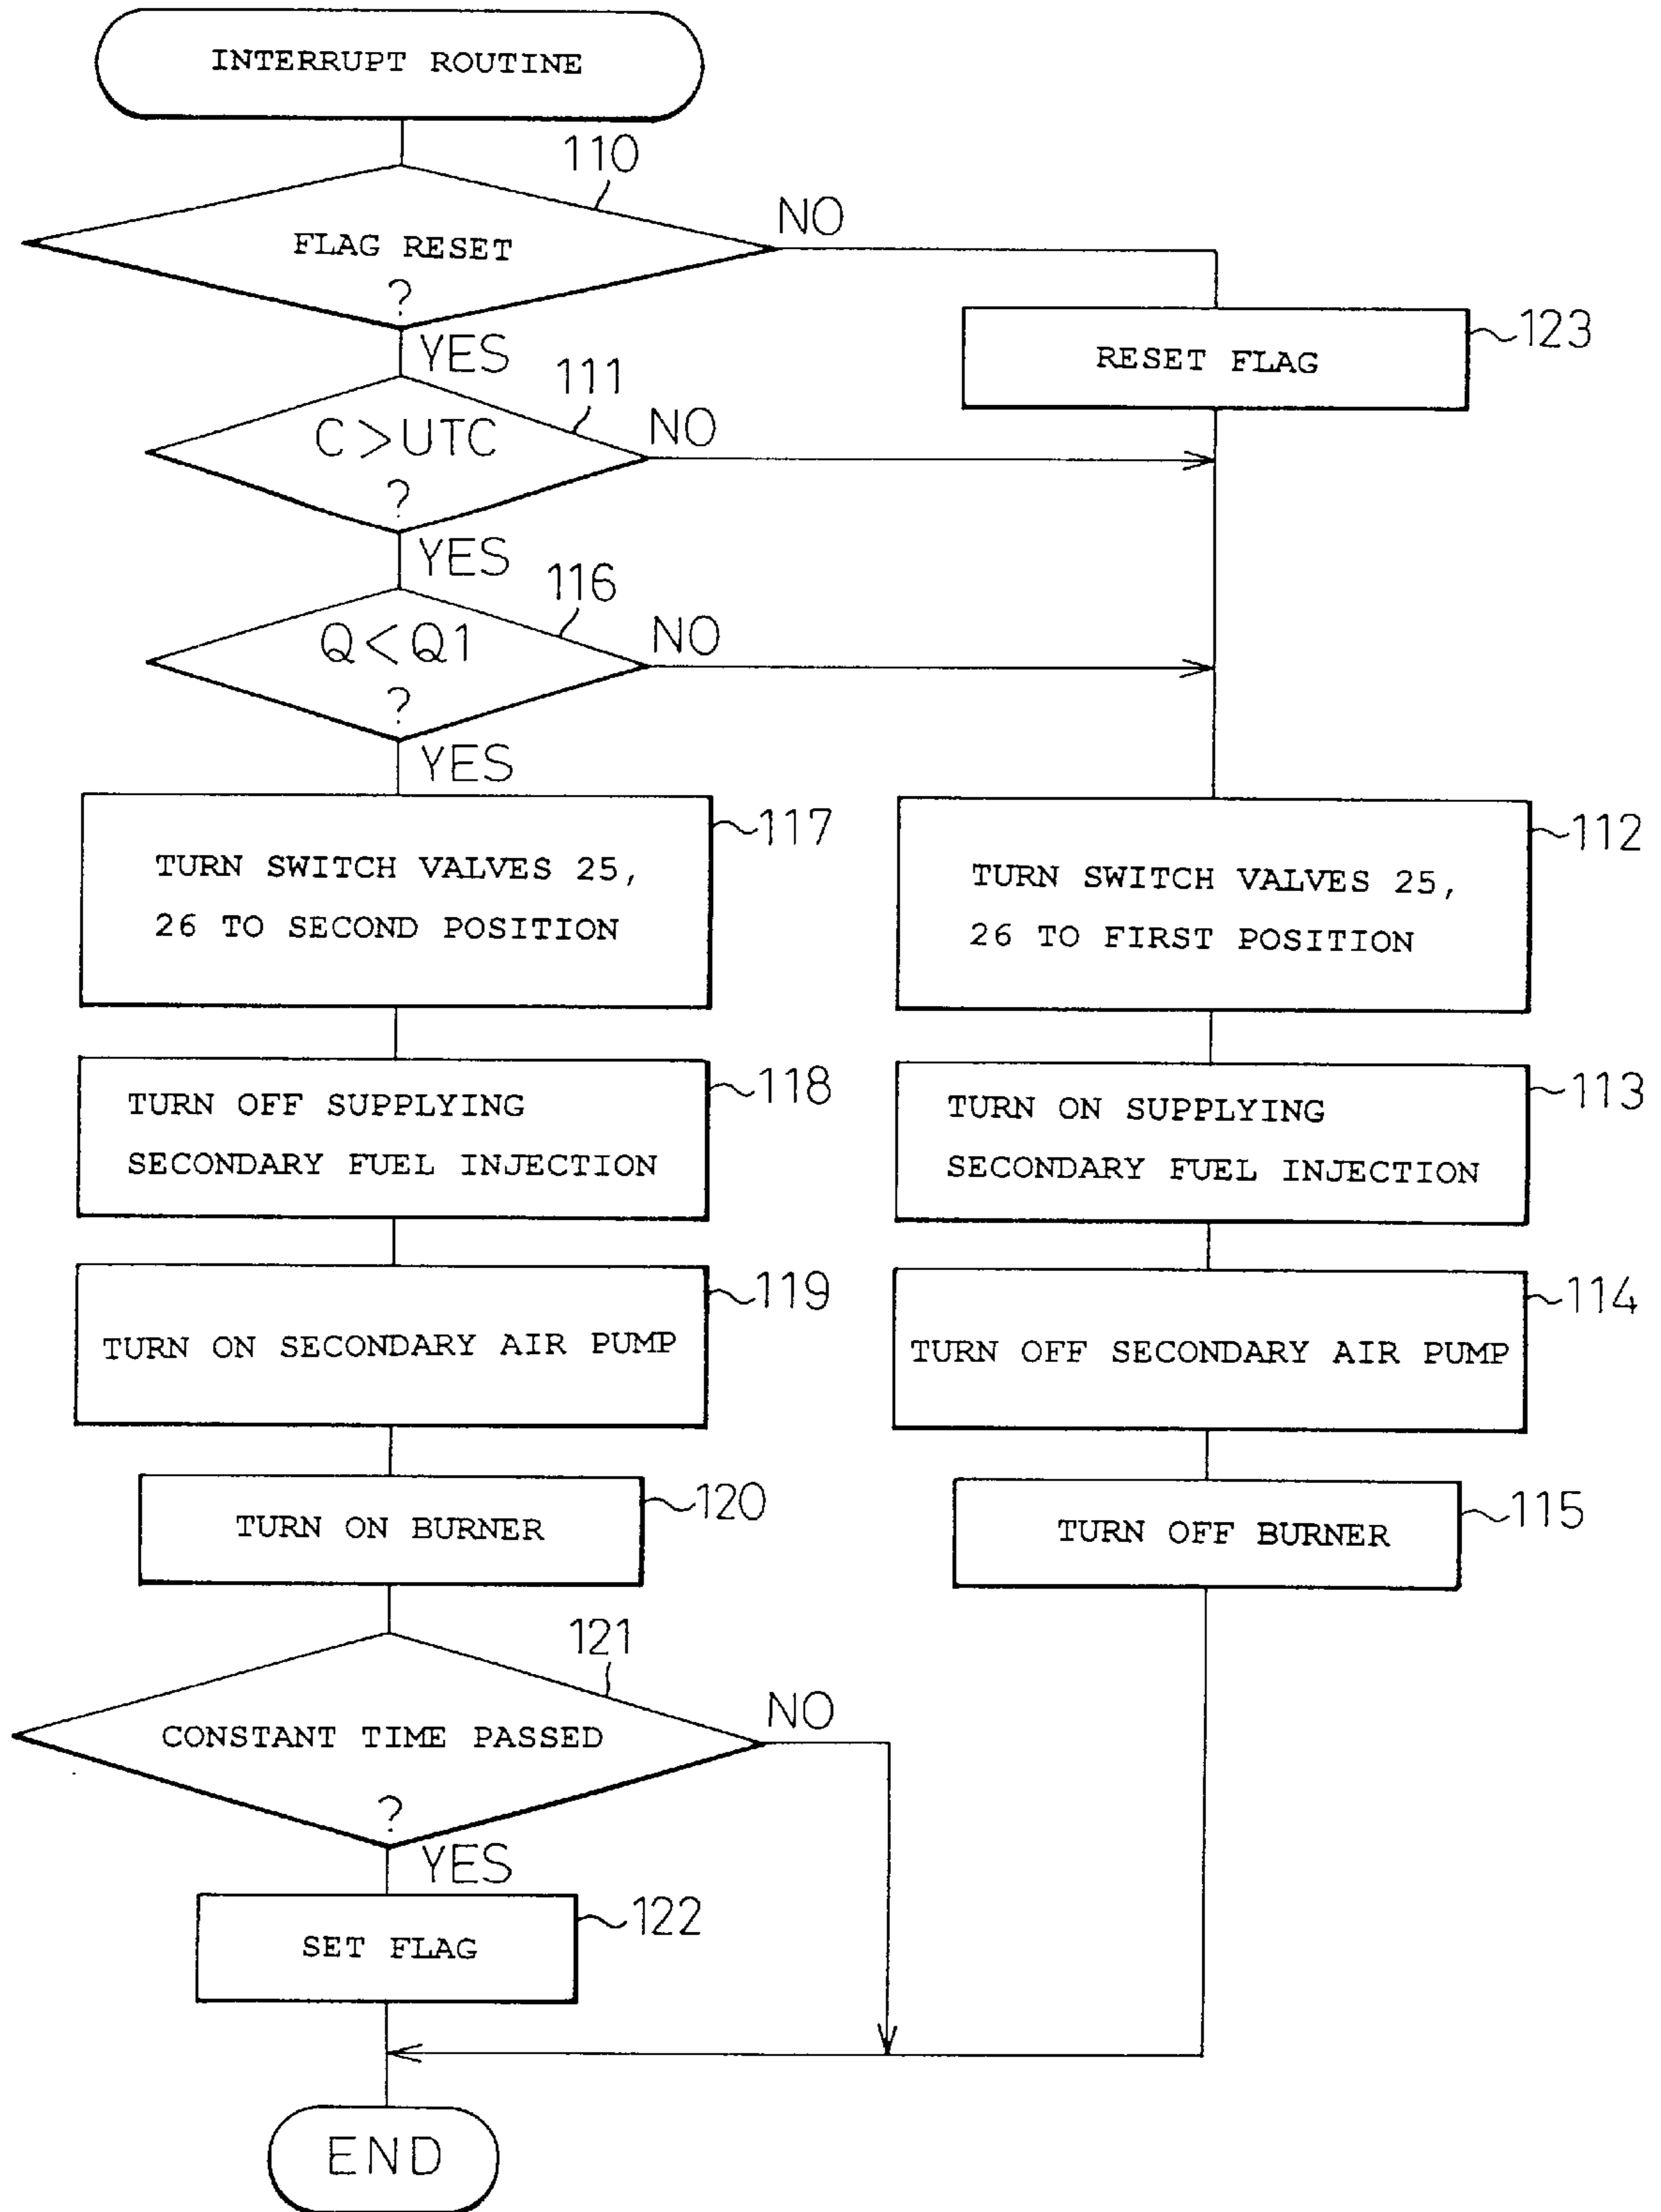 INTERRUPT ROUTINE
110
FLAG RESET
?
NO
YES
123
RESET FLAG
111
C>UTC
?
NO
YES
116
Q<Q1
?
NO
YES
117
TURN SWITCH VALVES 25,
26 TO SECOND POSITION
112
TURN SWITCH VALVES 25,
26 TO FIRST POSITION
118
TURN OFF SUPPLYING
SECONDARY FUEL INJECTION
113
TURN ON SUPPLYING
SECONDARY FUEL INJECTION
119
TURN ON SECONDARY AIR PUMP
114
TURN OFF SECONDARY AIR PUMP
120
TURN ON BURNER
115
TURN OFF BURNER
121
CONSTANT TIME PASSED
?
NO
YES
122
SET FLAG
END